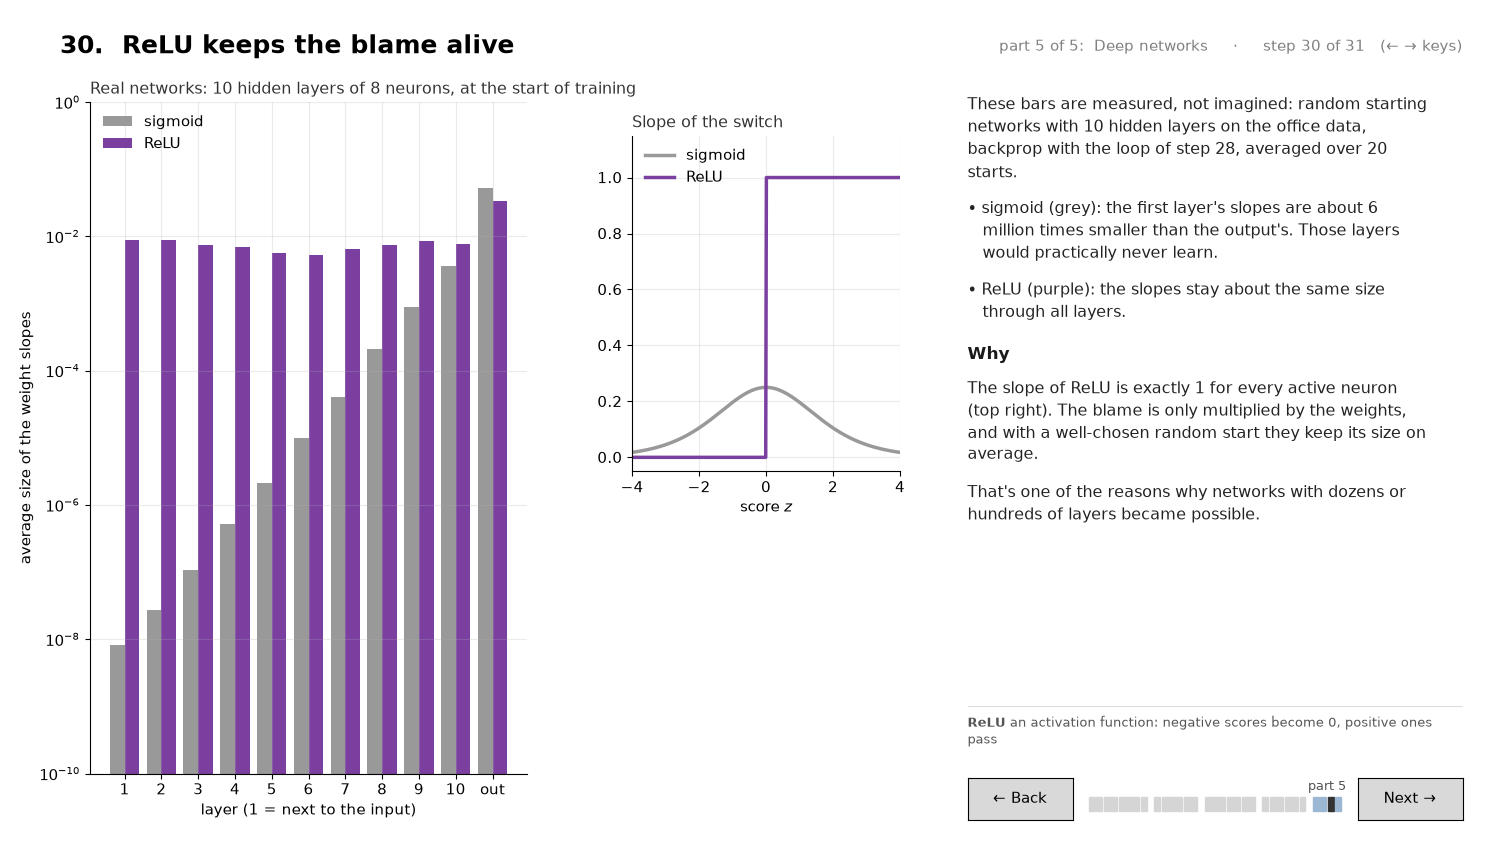 30.  ReLU keeps the blame alive
part 5 of 5:  Deep networks  ·  step 30 of 31  (← → keys)
Real networks: 10 hidden layers of 8 neurons, at the start of training
sigmoid
ReLU
10⁰
10⁻²
10⁻⁴
10⁻⁶
10⁻⁸
10⁻¹⁰
average size of the weight slopes
1 2 3 4 5 6 7 8 9 10 out
layer (1 = next to the input)
Slope of the switch
sigmoid
ReLU
1.0
0.8
0.6
0.4
0.2
0.0
−4 −2 0 2 4
score z
These bars are measured, not imagined: random starting
networks with 10 hidden layers on the office data,
backprop with the loop of step 28, averaged over 20
starts.
• sigmoid (grey): the first layer's slopes are about 6
million times smaller than the output's. Those layers
would practically never learn.
• ReLU (purple): the slopes stay about the same size
through all layers.
Why
The slope of ReLU is exactly 1 for every active neuron
(top right). The blame is only multiplied by the weights,
and with a well-chosen random start they keep its size on
average.
That's one of the reasons why networks with dozens or
hundreds of layers became possible.
ReLU an activation function: negative scores become 0, positive ones
pass
← Back
part 5
Next →